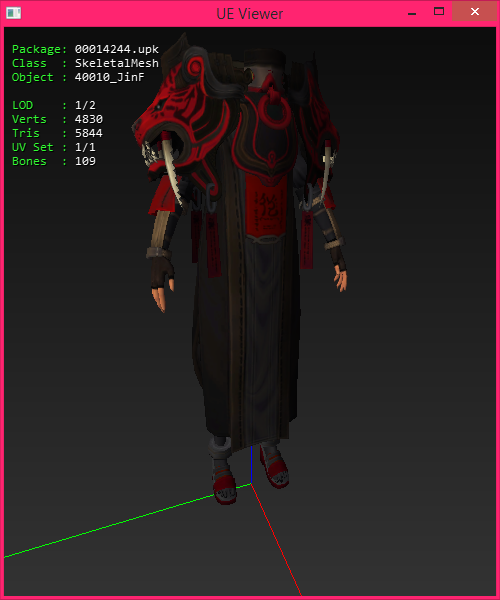 UE Viewer
Package: 00014244.upk
Class  : SkeletalMesh
Object : 40010_JinF
LOD    : 1/2
Verts  : 4830
Tris   : 5844
UV Set : 1/1
Bones  : 109